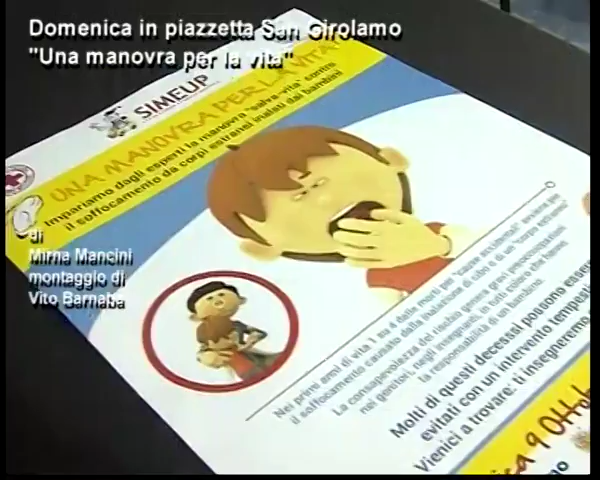 Domenica in piazzetta San Girolamo
"Una manovra per la vita"
SIMEUP
UNA MANOVRA PER LA VITA
Impariamo dagli esperti la manovra "salva-vita" contro
il soffocamento da corpi estranei inalati dai bambini
di
Mirna Mancini
montaggio di
Vito Barnaba
Nei primi anni di vita 1 su 4 delle morti per "cause accidentali" avviene per
il soffocamento causato dalla inalazione di cibo o di un "corpo estraneo".
La consapevolezza del rischio genera gravi preoccupazioni
nei genitori, negli insegnanti, in tutti coloro che hanno
la responsabilità di un bambino.
Molti di questi decessi possono essere
evitati con un intervento tempesti
Vienici a trovare: ti insegneremo
ica 9 Ottob